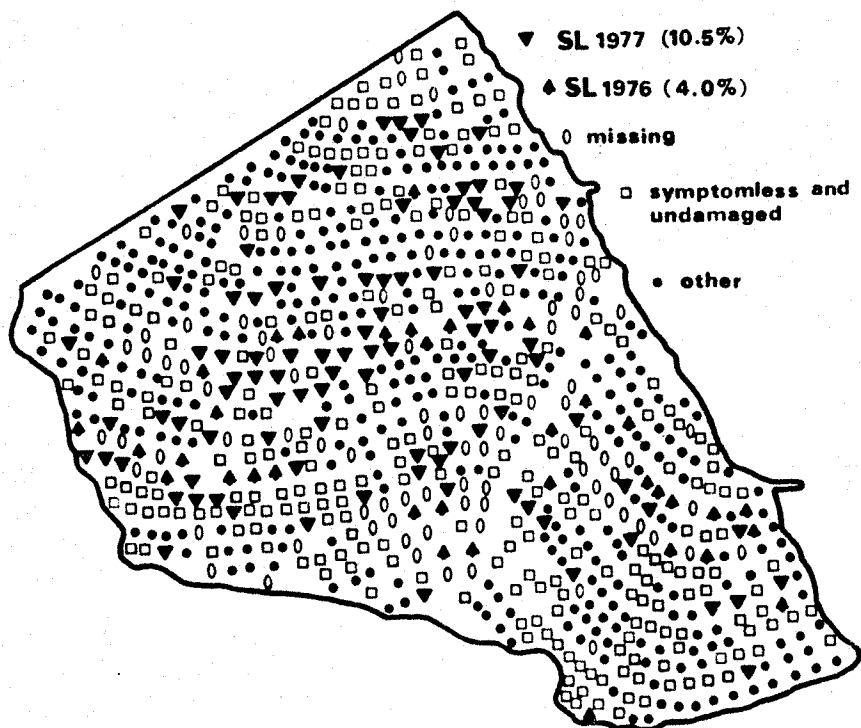 SL 1977 (10.5%)
SL 1976 (4.0%)
missing
symptomless and
undamaged
other